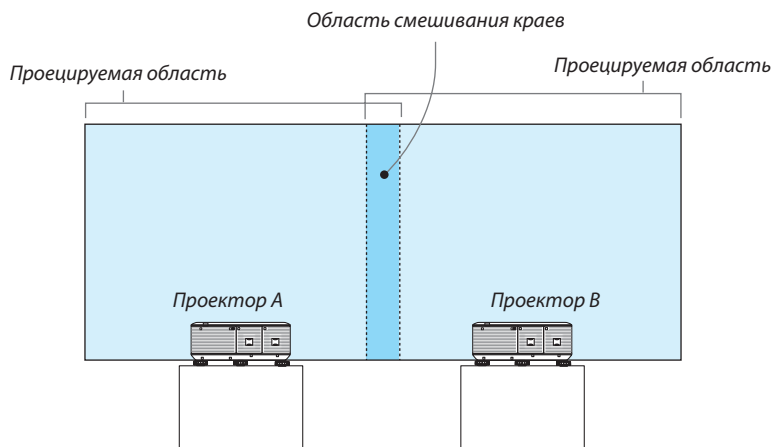 Область смешивания краев
Проецируемая область
Проецируемая область
Проектор A
Проектор B